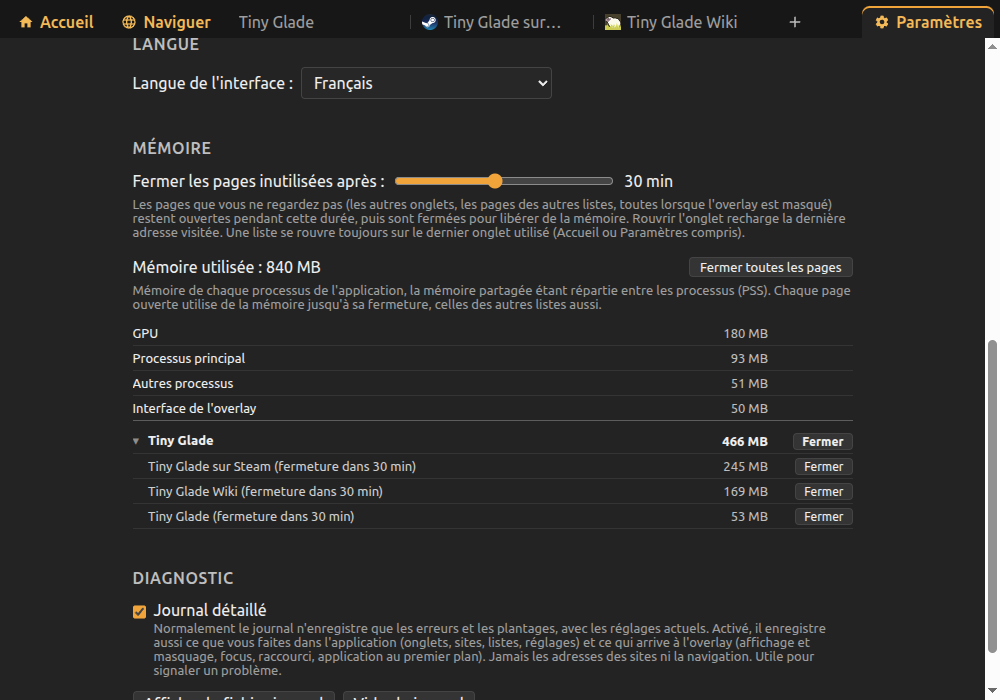 Accueil
Naviguer
Tiny Glade
Tiny Glade sur…
Tiny Glade Wiki
+
Paramètres
LANGUE
Langue de l'interface :
Français
MÉMOIRE
Fermer les pages inutilisées après :
30 min
Les pages que vous ne regardez pas (les autres onglets, les pages des autres listes, toutes lorsque l'overlay est masqué)
restent ouvertes pendant cette durée, puis sont fermées pour libérer de la mémoire. Rouvrir l'onglet recharge la dernière
adresse visitée. Une liste se rouvre toujours sur le dernier onglet utilisé (Accueil ou Paramètres compris).
Mémoire utilisée : 840 MB
Fermer toutes les pages
Mémoire de chaque processus de l'application, la mémoire partagée étant répartie entre les processus (PSS). Chaque page
ouverte utilise de la mémoire jusqu'à sa fermeture, celles des autres listes aussi.
GPU 180 MB
Processus principal 93 MB
Autres processus 51 MB
Interface de l'overlay 50 MB
Tiny Glade 466 MB Fermer
Tiny Glade sur Steam (fermeture dans 30 min) 245 MB Fermer
Tiny Glade Wiki (fermeture dans 30 min) 169 MB Fermer
Tiny Glade (fermeture dans 30 min) 53 MB Fermer
DIAGNOSTIC
Journal détaillé
Normalement le journal n'enregistre que les erreurs et les plantages, avec les réglages actuels. Activé, il enregistre
aussi ce que vous faites dans l'application (onglets, sites, listes, réglages) et ce qui arrive à l'overlay (affichage et
masquage, focus, raccourci, application au premier plan). Jamais les adresses des sites ni la navigation. Utile pour
signaler un problème.